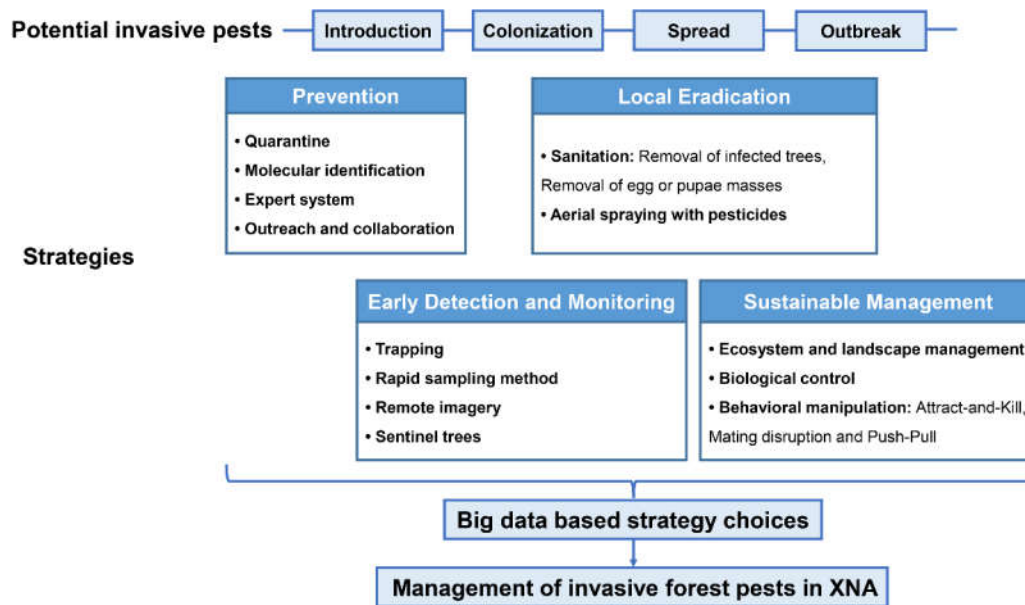 Potential invasive pests
Introduction
Colonization
Spread
Outbreak
Prevention
• Quarantine
• Molecular identification
• Expert system
• Outreach and collaboration
Local Eradication
• Sanitation: Removal of infected trees,
Removal of egg or pupae masses
• Aerial spraying with pesticides
Strategies
Early Detection and Monitoring
• Trapping
• Rapid sampling method
• Remote imagery
• Sentinel trees
Sustainable Management
• Ecosystem and landscape management
• Biological control
• Behavioral manipulation: Attract-and-Kill,
Mating disruption and Push-Pull
Big data based strategy choices
Management of invasive forest pests in XNA